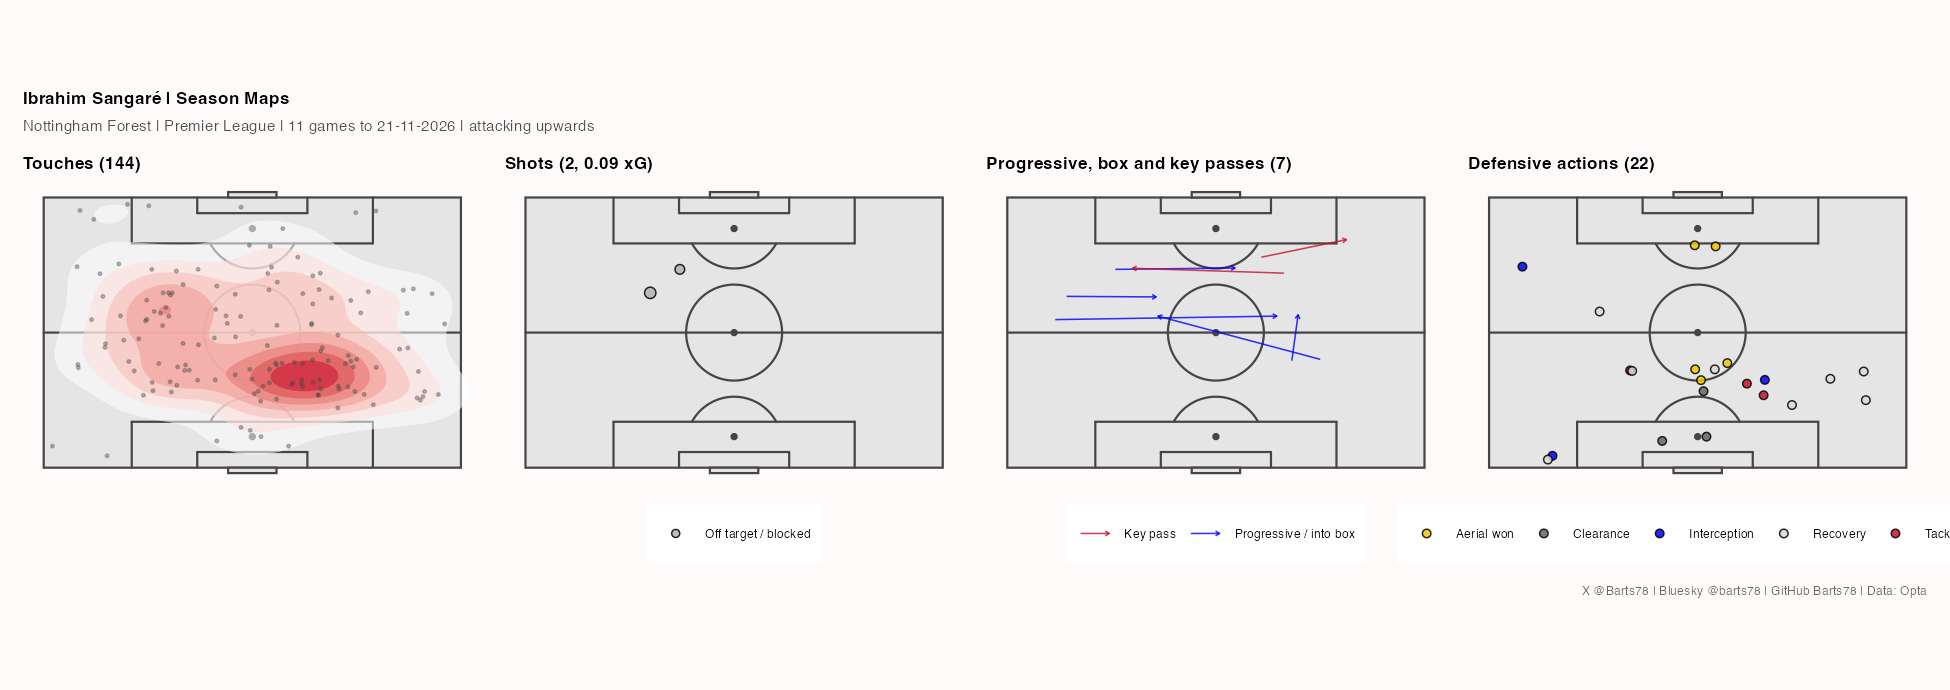 Ibrahim Sangaré | Season Maps
Nottingham Forest | Premier League | 11 games to 21-11-2026 | attacking upwards
Touches (144)
Shots (2, 0.09 xG)
Progressive, box and key passes (7)
Defensive actions (22)
Off target / blocked
Key pass
Progressive / into box
Aerial won
Clearance
Interception
Recovery
Tack
X @Barts78 | Bluesky @barts78 | GitHub Barts78 | Data: Opta